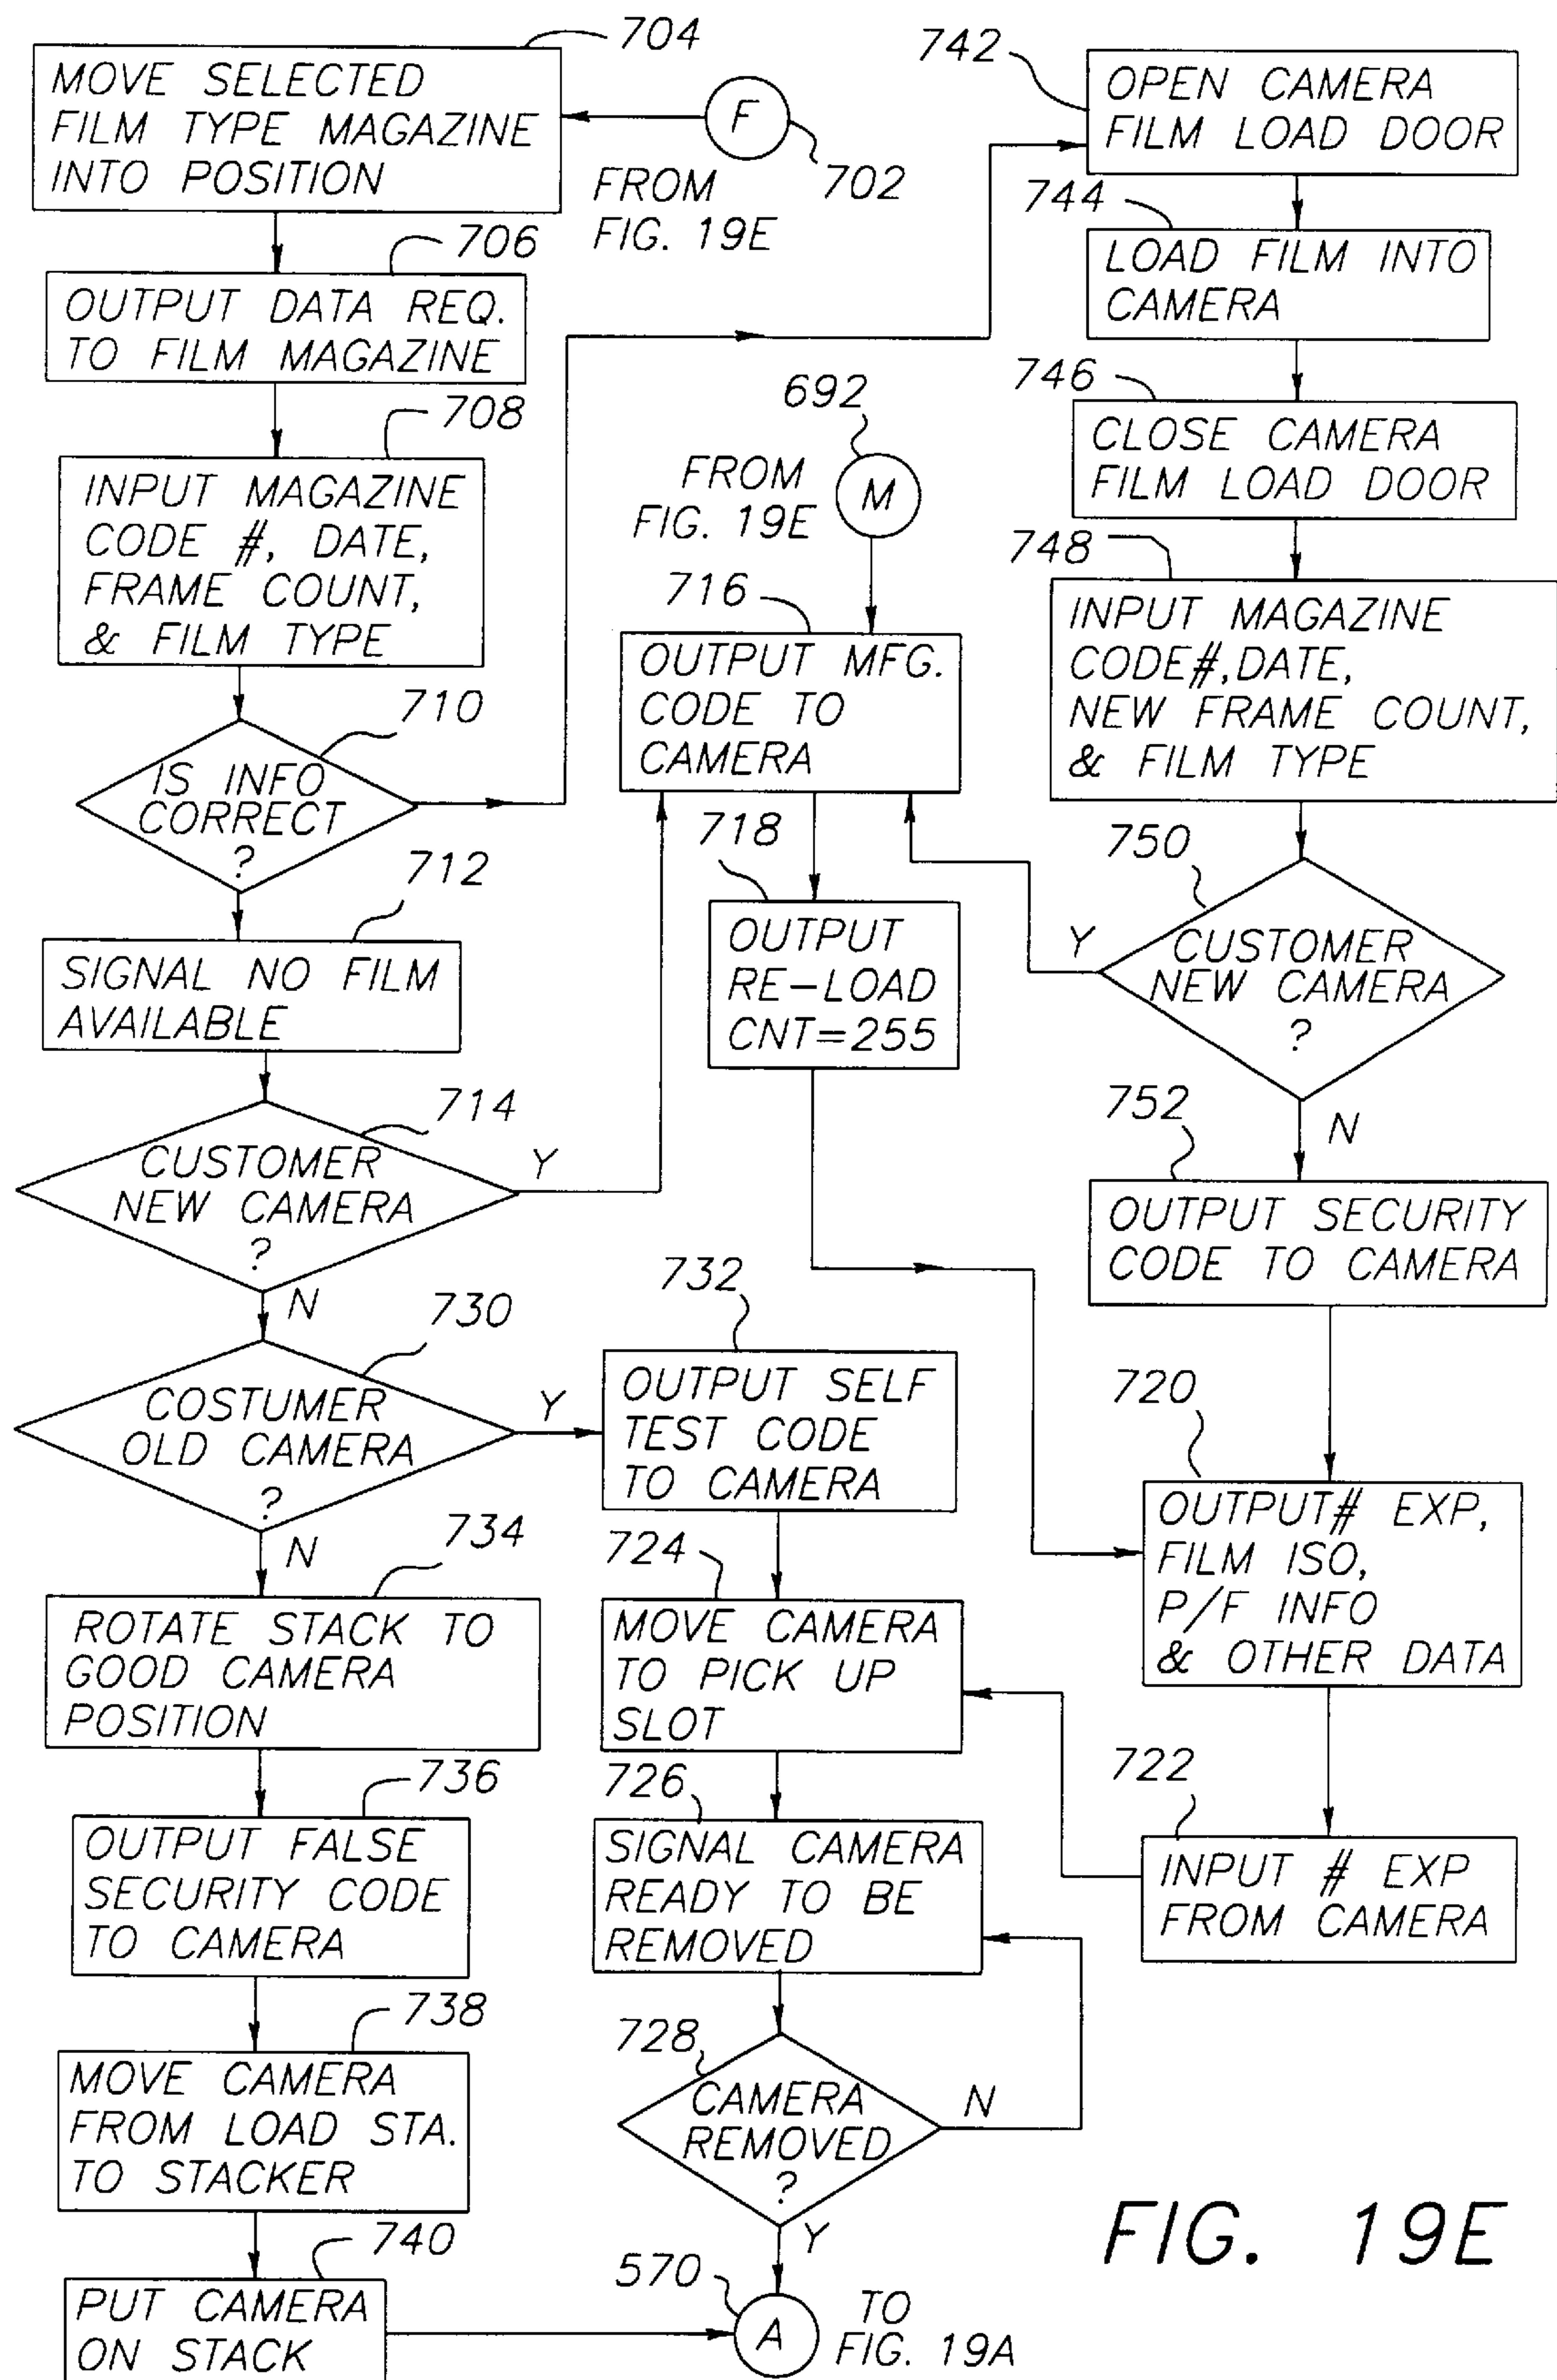 704
MOVE SELECTED
FILM TYPE MAGAZINE
INTO POSITION
F
702
FROM
FIG. 19E
706
OUTPUT DATA REQ.
TO FILM MAGAZINE
708
INPUT MAGAZINE
CODE #, DATE,
FRAME COUNT,
& FILM TYPE
710
IS INFO
CORRECT
?
712
SIGNAL NO FILM
AVAILABLE
714
CUSTOMER
NEW CAMERA
?
Y
N
730
COSTUMER
OLD CAMERA
?
Y
N
734
ROTATE STACK TO
GOOD CAMERA
POSITION
736
OUTPUT FALSE
SECURITY CODE
TO CAMERA
738
MOVE CAMERA
FROM LOAD STA.
TO STACKER
740
PUT CAMERA
ON STACK
692
FROM
FIG. 19E
M
716
OUTPUT MFG.
CODE TO
CAMERA
718
OUTPUT
RE-LOAD
CNT=255
732
OUTPUT SELF
TEST CODE
TO CAMERA
724
MOVE CAMERA
TO PICK UP
SLOT
726
SIGNAL CAMERA
READY TO BE
REMOVED
728
CAMERA
REMOVED
?
N
Y
570
A
TO
FIG. 19A
742
OPEN CAMERA
FILM LOAD DOOR
744
LOAD FILM INTO
CAMERA
746
CLOSE CAMERA
FILM LOAD DOOR
748
INPUT MAGAZINE
CODE#,DATE,
NEW FRAME COUNT,
& FILM TYPE
750
CUSTOMER
NEW CAMERA
?
Y
N
752
OUTPUT SECURITY
CODE TO CAMERA
720
OUTPUT# EXP,
FILM ISO,
P/F INFO
& OTHER DATA
722
INPUT # EXP
FROM CAMERA
FIG. 19E